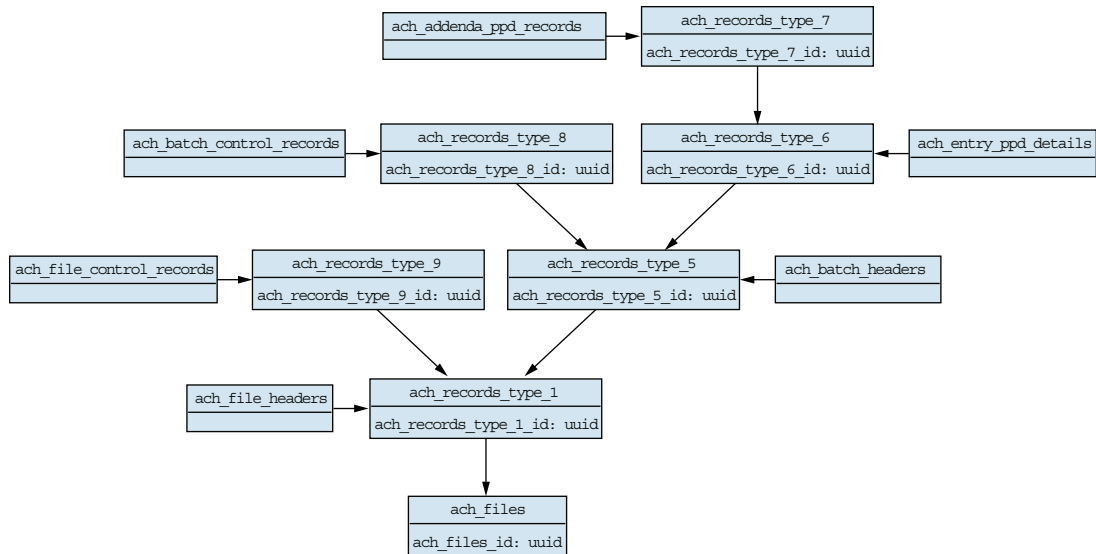 ach_addenda_ppd_records
ach_records_type_7
ach_records_type_7_id: uuid
ach_batch_control_records
ach_records_type_8
ach_records_type_8_id: uuid
ach_records_type_6
ach_records_type_6_id: uuid
ach_entry_ppd_details
ach_file_control_records
ach_records_type_9
ach_records_type_9_id: uuid
ach_records_type_5
ach_records_type_5_id: uuid
ach_batch_headers
ach_file_headers
ach_records_type_1
ach_records_type_1_id: uuid
ach_files
ach_files_id: uuid